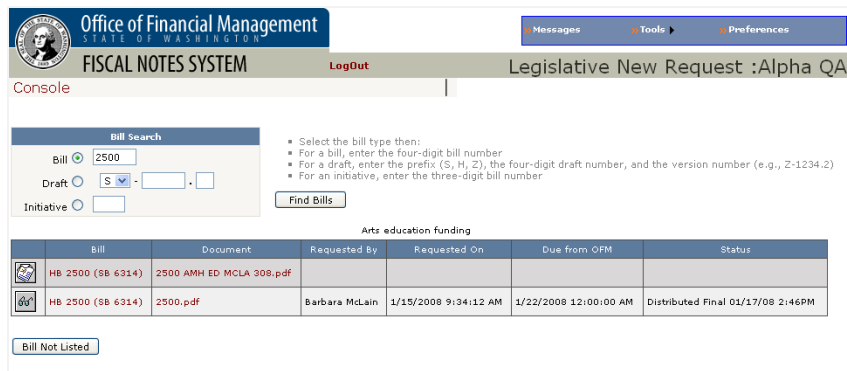 Office of Financial Management
STATE OF WASHINGTON
» Messages » Tools » Preferences
FISCAL NOTES SYSTEM LogOut Legislative New Request :Alpha QA
Console
Bill Search
Bill 2500
Draft S - .
Initiative
Select the bill type then:
For a bill, enter the four-digit bill number
For a draft, enter the prefix (S, H, Z), the four-digit draft number, and the version number (e.g., Z-1234.2)
For an initiative, enter the three-digit bill number
Find Bills
Arts education funding
Bill Document Requested By Requested On Due from OFM Status
HB 2500 (SB 6314) 2500 AMH ED MCLA 308.pdf
HB 2500 (SB 6314) 2500.pdf Barbara McLain 1/15/2008 9:34:12 AM 1/22/2008 12:00:00 AM Distributed Final 01/17/08 2:46PM
Bill Not Listed